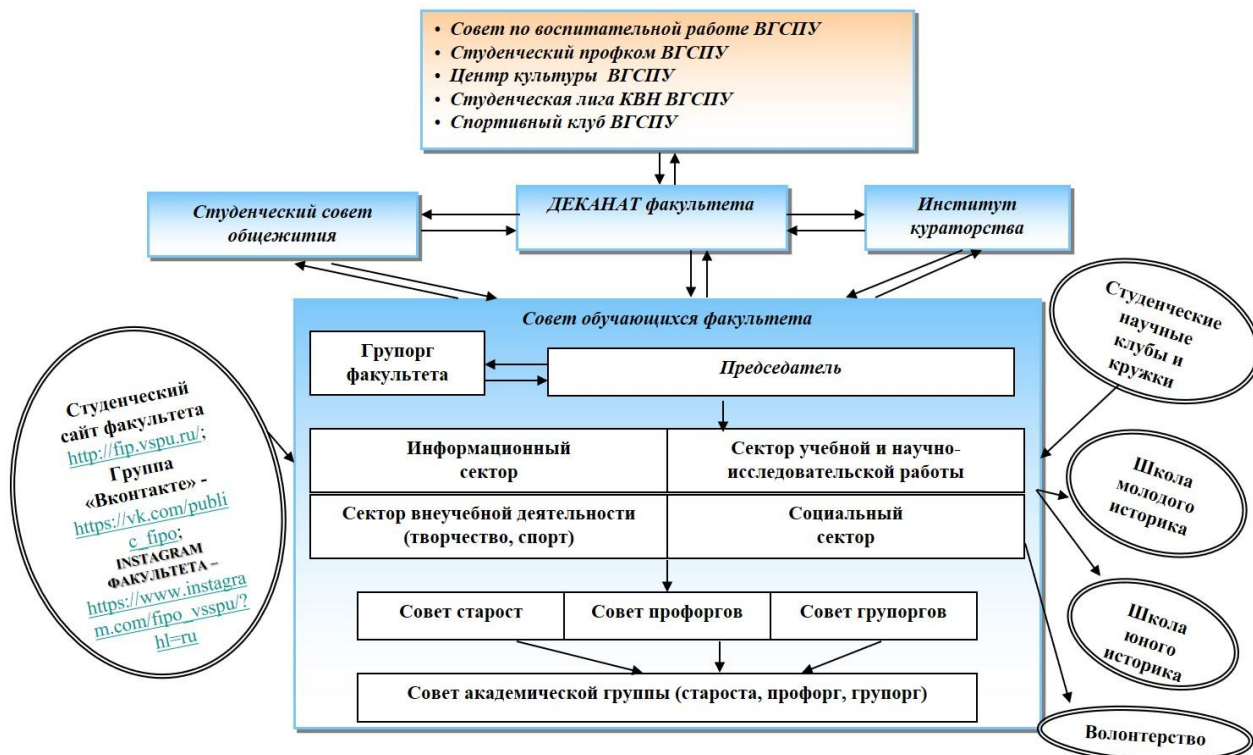 • Совет по воспитательной работе ВГСПУ
• Студенческий профком ВГСПУ
• Центр культуры ВГСПУ
• Студенческая лига КВН ВГСПУ
• Спортивный клуб ВГСПУ
Студенческий совет
общежития
ДЕКАНАТ факультета
Институт
кураторства
Совет обучающихся факультета
Групорг
факультета
Председатель
Информационный
сектор
Сектор учебной и научно-
исследовательской работы
Сектор внеучебной деятельности
(творчество, спорт)
Социальный
сектор
Совет старост
Совет профоргов
Совет групоргов
Совет академической группы (староста, профорг, групорг)
Студенческий
сайт факультета
http://fip.vspu.ru/;
Группа
«Вконтакте» -
https://vk.com/publi
c_fipo;
INSTAGRAM
ФАКУЛЬТЕТА –
https://www.instagra
m.com/fipo_vsspu/?
hl=ru
Студенческие
научные
клубы и
кружки
Школа
молодого
историка
Школа
юного
историка
Волонтерство